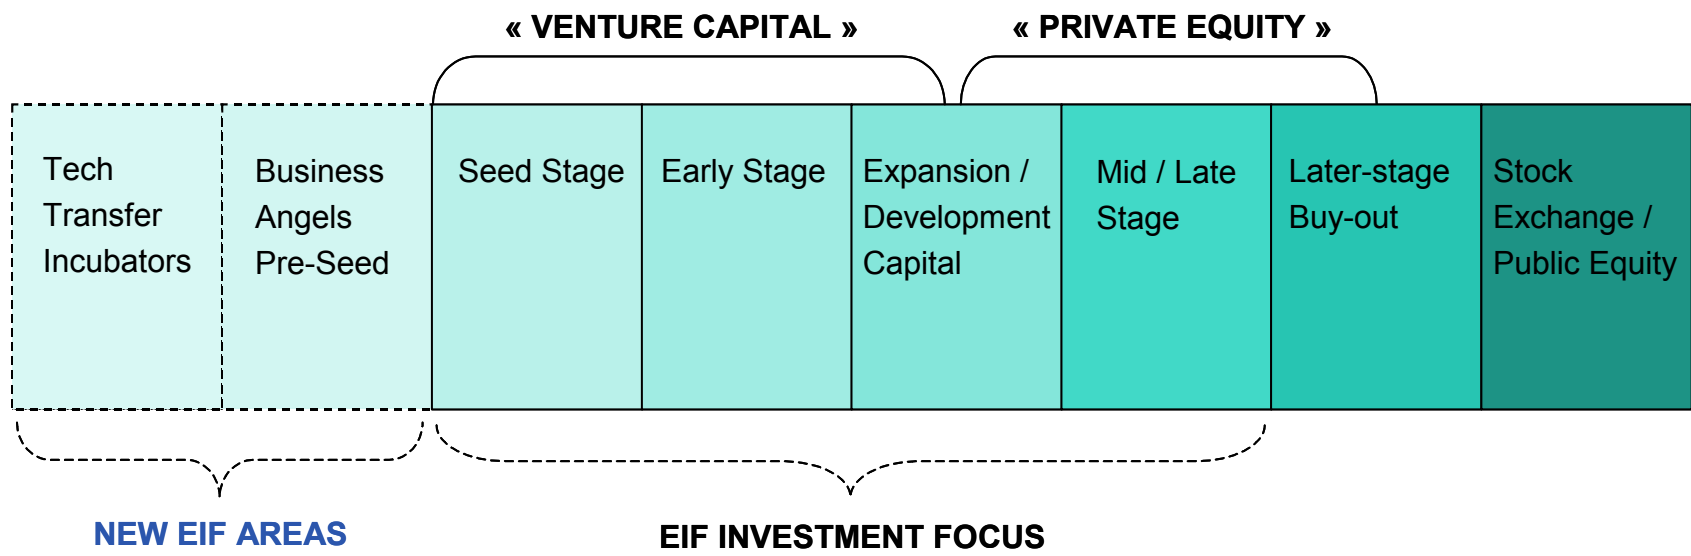 « VENTURE CAPITAL »
« PRIVATE EQUITY »
Tech
Transfer
Incubators
Business
Angels
Pre-Seed
Seed Stage
Early Stage
Expansion /
Development
Capital
Mid / Late
Stage
Later-stage
Buy-out
Stock
Exchange /
Public Equity
NEW EIF AREAS
EIF INVESTMENT FOCUS